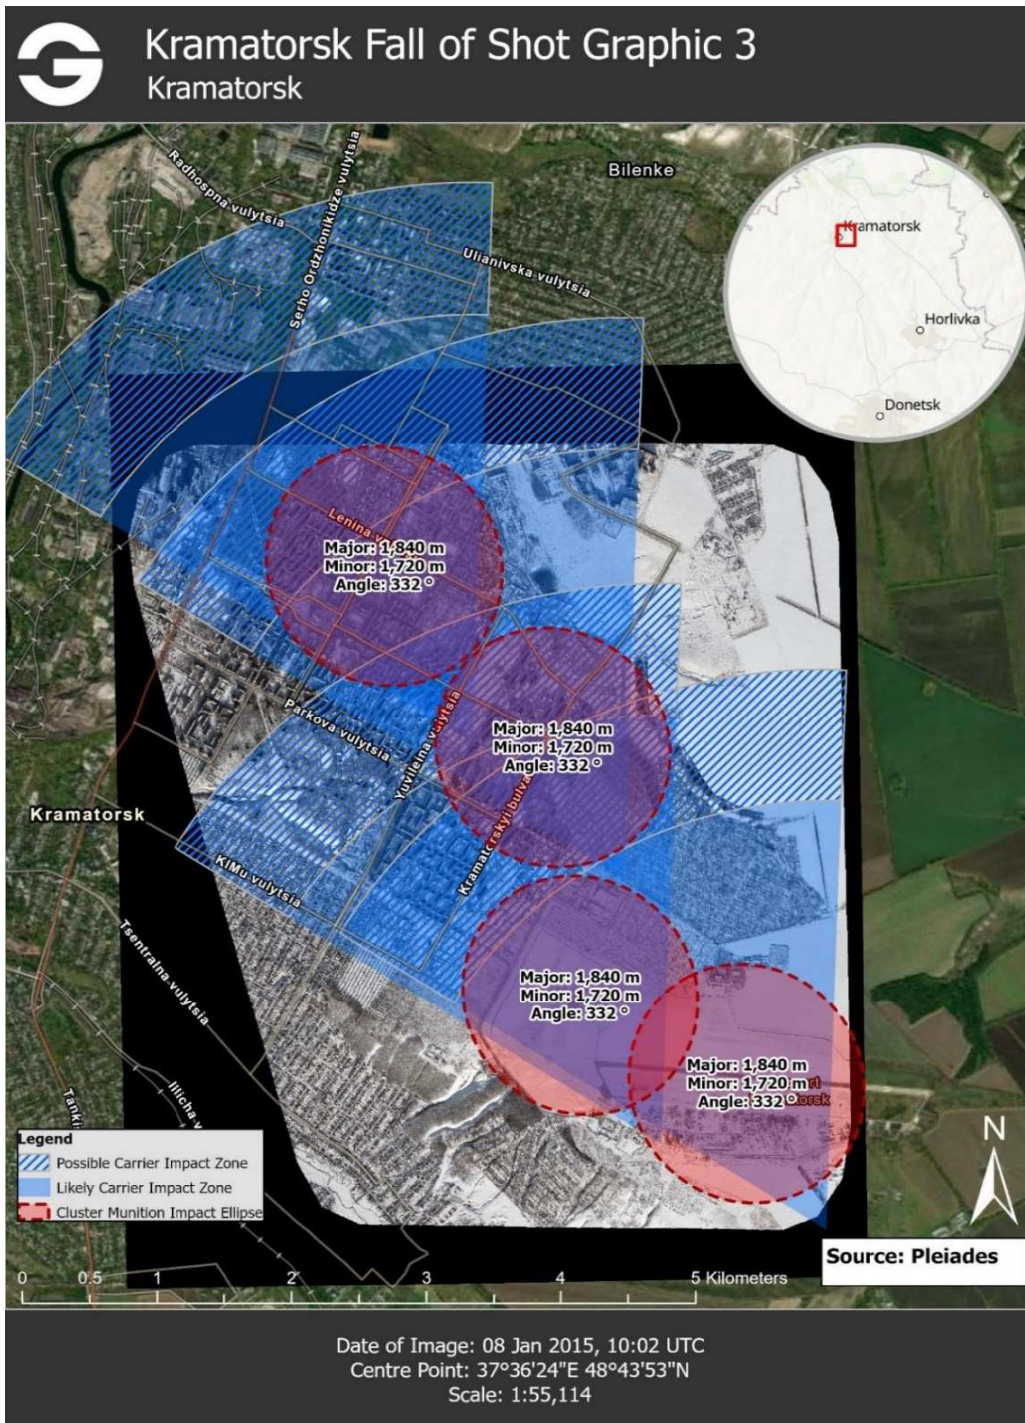 Kramatorsk Fall of Shot Graphic 3
Kramatorsk
Radhospna vulytsia
Serho Ordzhonikidze vulytsia
Bilenke
Ulianivska vulytsia
Kramatorsk
Horlivka
Donetsk
Lenina
Major: 1,840 m
Minor: 1,720 m
Angle: 332 °
Parkova vulytsia
Yuvileina vulytsia
Major: 1,840 m
Minor: 1,720 m
Angle: 332 °
Kramatorskyi bulva
Kramatorsk
KiMu vulytsia
Tsentralna vulytsia
Major: 1,840 m
Minor: 1,720 m
Angle: 332 °
Major: 1,840 m
Minor: 1,720 m
Angle: 332 °
Illicha v
Tanki
N
Legend
Possible Carrier Impact Zone
Likely Carrier Impact Zone
Cluster Munition Impact Ellipse
Source: Pleiades
0 0.5 1 2 3 4 5 Kilometers
Date of Image: 08 Jan 2015, 10:02 UTC
Centre Point: 37°36'24"E 48°43'53"N
Scale: 1:55,114